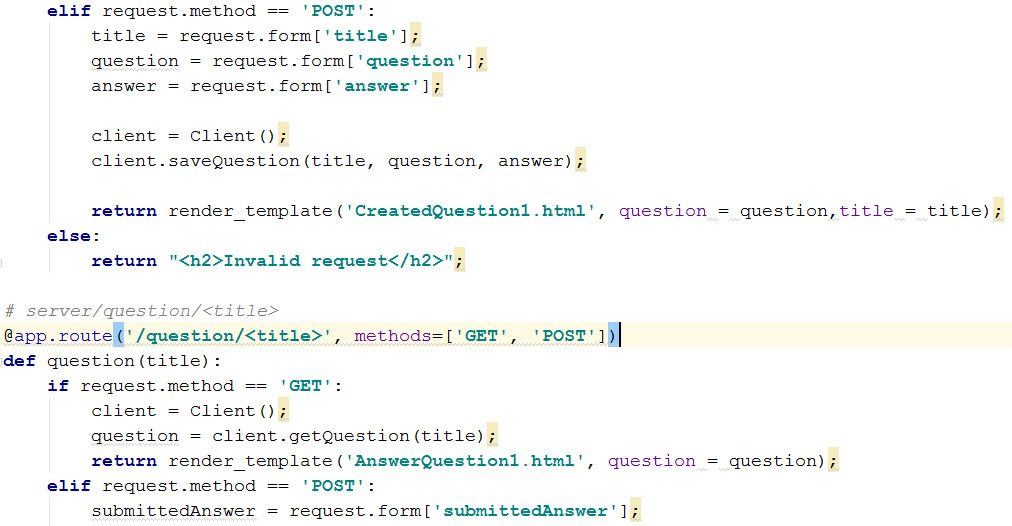 elif request.method == 'POST':
title = request.form['title'];
question = request.form['question'];
answer = request.form['answer'];
client = Client();
client.saveQuestion(title, question, answer);
return render_template('CreatedQuestion1.html', question = question,title = title);
else:
return "<h2>Invalid request</h2>";
# server/question/<title>
@app.route('/question/<title>', methods=['GET', 'POST'])
def question(title):
if request.method == 'GET':
client = Client();
question = client.getQuestion(title);
return render_template('AnswerQuestion1.html', question = question);
elif request.method == 'POST':
submittedAnswer = request.form['submittedAnswer'];